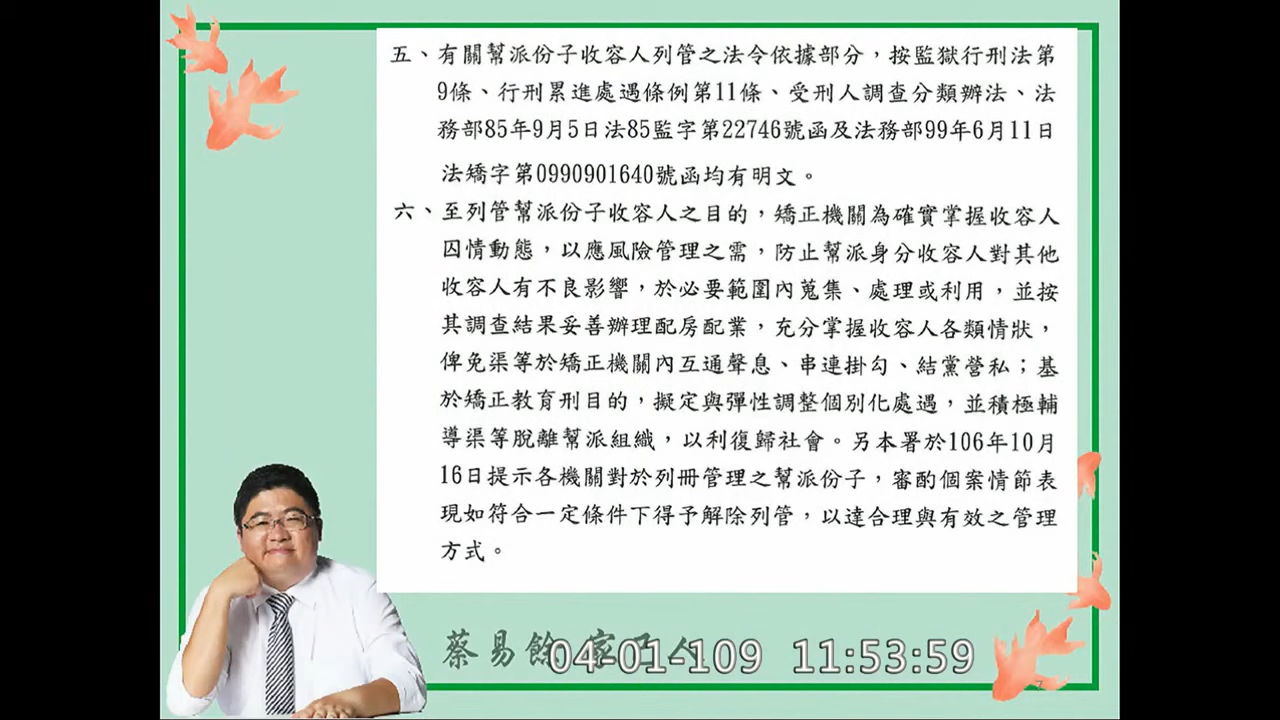 五、有關幫派份子收容人列管之法令依據部分，按監獄行刑法第
9條、行刑累進處遇條例第11條、受刑人調查分類辦法、法
務部85年9月5日法85監字第22746號函及法務部99年6月11日
法矯字第0990901640號函均有明文。
六、至列管幫派份子收容人之目的，矯正機關為確實掌握收容人
囚情動態，以應風險管理之需，防止幫派身分收容人對其他
收容人有不良影響，於必要範圍內蒐集、處理或利用，並按
其調查結果妥善辦理配房配業，充分掌握收容人各類情狀，
俾免渠等於矯正機關內互通聲息、串連掛勾、結黨營私；基
於矯正教育刑目的，擬定與彈性調整個別化處遇，並積極輔
導渠等脫離幫派組織，以利復歸社會。另本署於106年10月
16日提示各機關對於列冊管理之幫派份子，審酌個案情節表
現如符合一定條件下得予解除列管，以達合理與有效之管理
方式。
蔡易餘 家 人
04-01-109 11:53:59
7